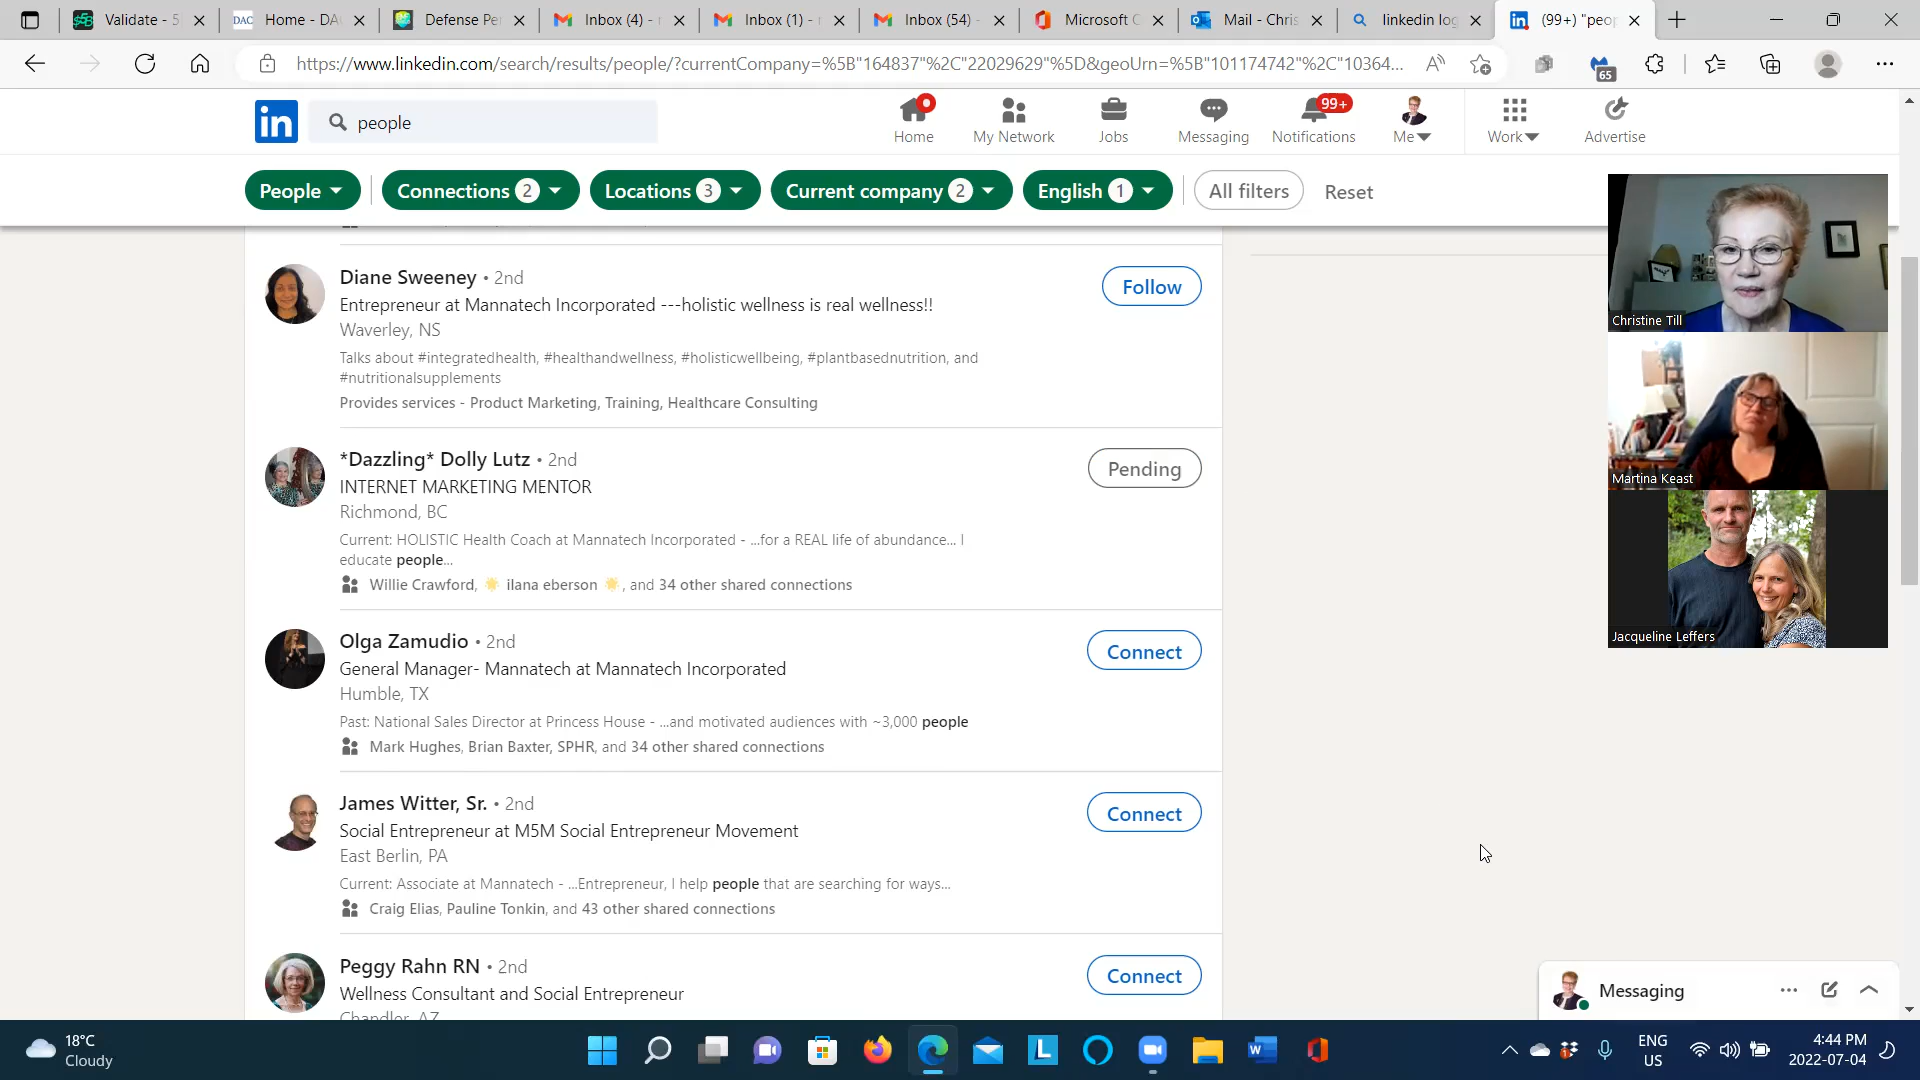 Validate - 5
Home - DA
Defense Pe
Inbox (4) -
Inbox (1) -
Inbox (54) -
Microsoft
Mail - Chris
linkedin log
(99+) "peop
https://www.linkedin.com/search/results/people/?currentCompany=%5B"164837"%2C"22029629"%5D&geoUrn=%5B"101174742"%2C"10364...
65
in
people
Home
My Network
Jobs
Messaging
99+
Notifications
Me
Work
Advertise
People
Connections 2
Locations 3
Current company 2
English 1
All filters
Reset
Diane Sweeney • 2nd
Entrepreneur at Mannatech Incorporated ---holistic wellness is real wellness!!
Waverley, NS
Talks about #integratedhealth, #healthandwellness, #holisticwellbeing, #plantbasednutrition, and
#nutritionalsupplements
Provides services - Product Marketing, Training, Healthcare Consulting
Follow
*Dazzling* Dolly Lutz • 2nd
INTERNET MARKETING MENTOR
Richmond, BC
Current: HOLISTIC Health Coach at Mannatech Incorporated - ...for a REAL life of abundance... I
educate people...
Willie Crawford, ilana eberson , and 34 other shared connections
Pending
Olga Zamudio • 2nd
General Manager- Mannatech at Mannatech Incorporated
Humble, TX
Past: National Sales Director at Princess House - ...and motivated audiences with ~3,000 people
Mark Hughes, Brian Baxter, SPHR, and 34 other shared connections
Connect
James Witter, Sr. • 2nd
Social Entrepreneur at M5M Social Entrepreneur Movement
East Berlin, PA
Current: Associate at Mannatech - ...Entrepreneur, I help people that are searching for ways...
Craig Elias, Pauline Tonkin, and 43 other shared connections
Connect
Peggy Rahn RN • 2nd
Wellness Consultant and Social Entrepreneur
Chandler, AZ
Connect
Christine Till
Martina Keast
Jacqueline Leffers
Messaging
18°C
Cloudy
ENG
US
4:44 PM
2022-07-04